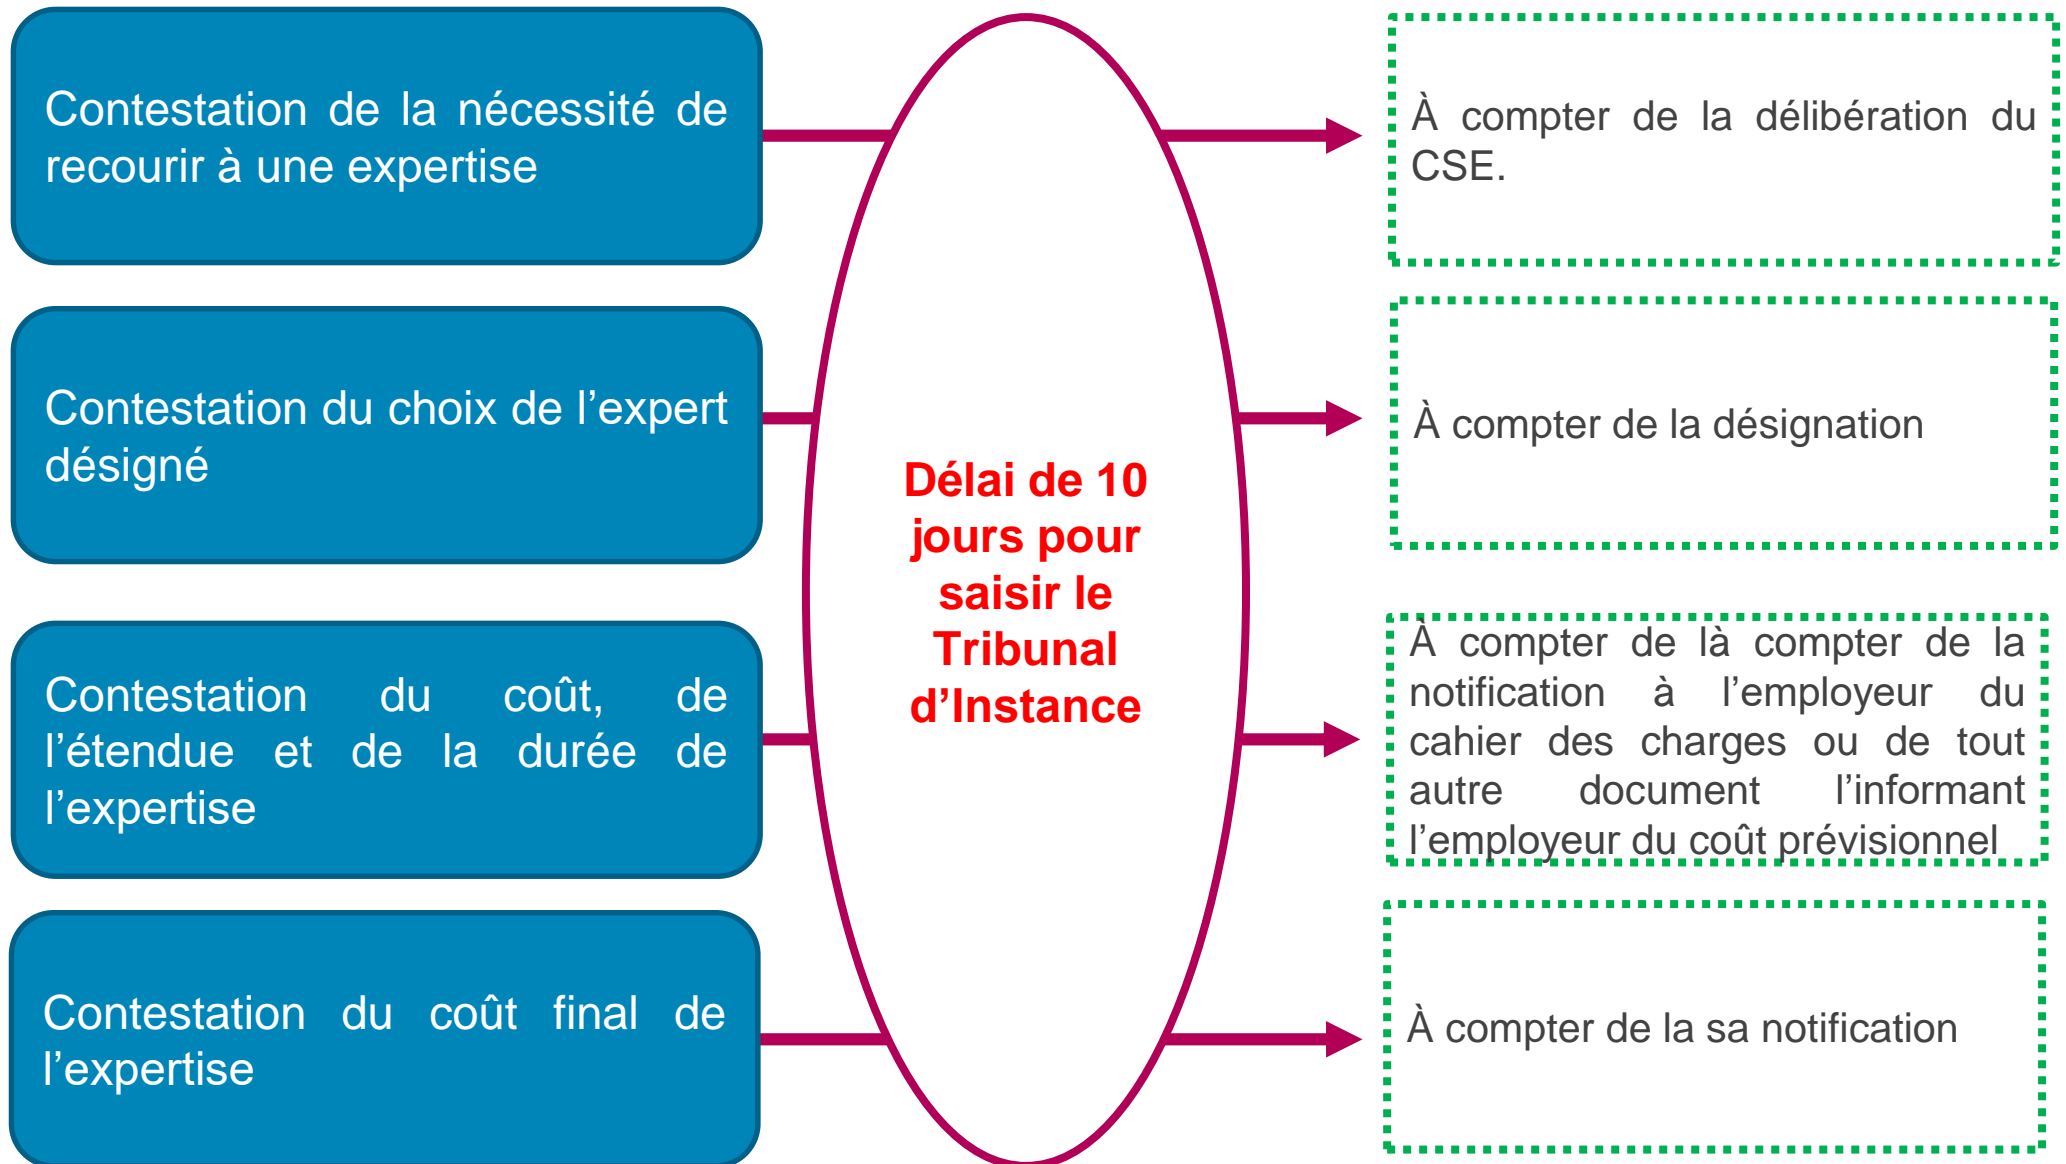 Contestation de la nécessité de
recourir à une expertise
À compter de la délibération du
CSE.
Contestation du choix de l’expert
désigné
À compter de la désignation
Délai de 10
jours pour
saisir le
Tribunal
d’Instance
Contestation du coût, de
l’étendue et de la durée de
l’expertise
À compter de là compter de la
notification à l’employeur du
cahier des charges ou de tout
autre document l’informant
l’employeur du coût prévisionnel
Contestation du coût final de
l’expertise
À compter de la sa notification